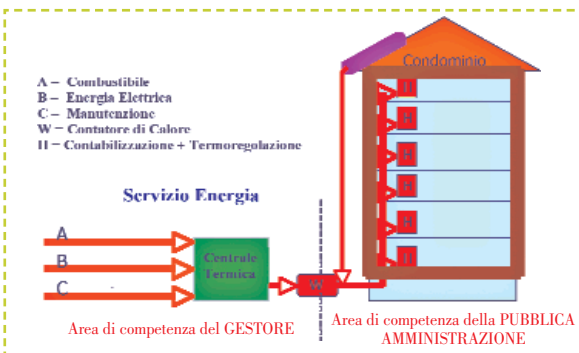 Condominio
A – Combustibile
B – Energia Elettrica
C – Manutenzione
W – Contatore di Calore
H – Contabilizzazione + Termoregolazione
H
H
H
H
H
H
Servizio Energia
A
B
C
Centrale
Termica
W
Area di competenza del GESTORE
Area di competenza della PUBBLICA
AMMINISTRAZIONE